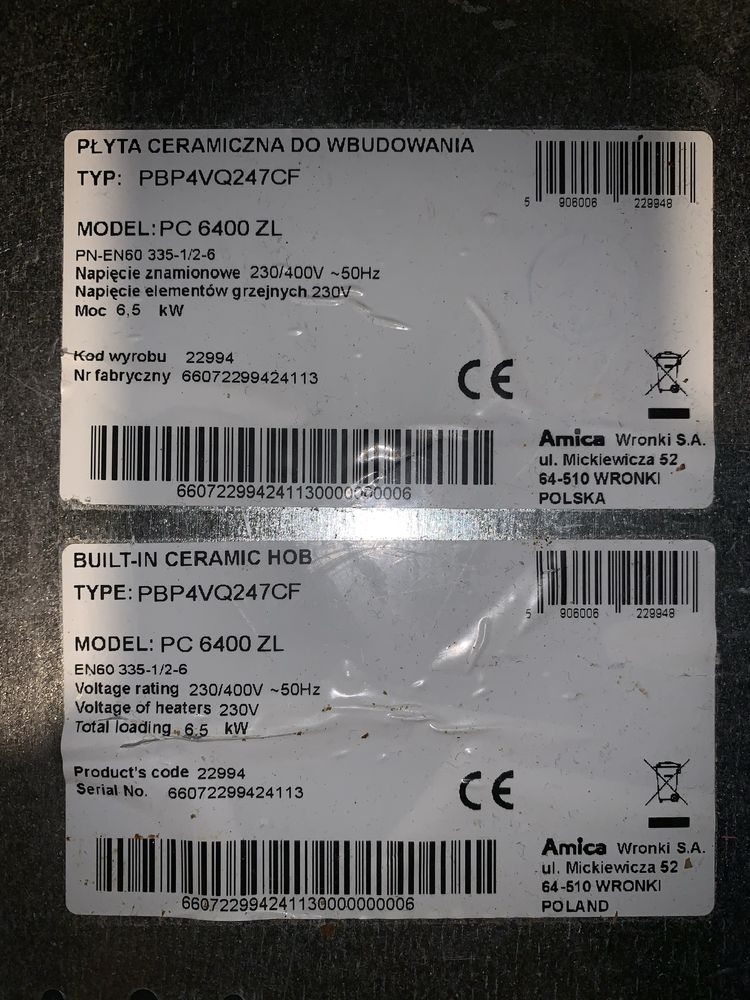 PŁYTA CERAMICZNA DO WBUDOWANIA
TYP: PBP4VQ247CF
5 906006 229948
MODEL: PC 6400 ZL
PN-EN60 335-1/2-6
Napięcie znamionowe 230/400V ~50Hz
Napięcie elementów grzejnych 230V
Moc 6,5 kW
Kod wyrobu 22994
Nr fabryczny 66072299424113
CE
66072299424113000000006
Amica Wronki S.A.
ul. Mickiewicza 52
64-510 WRONKI
POLSKA
BUILT-IN CERAMIC HOB
TYPE: PBP4VQ247CF
5 906006 229948
MODEL: PC 6400 ZL
EN60 335-1/2-6
Voltage rating 230/400V ~50Hz
Voltage of heaters 230V
Total loading 6,5 kW
Product's code 22994
Serial No. 66072299424113
CE
660722994241130000000006
Amica Wronki S.A.
ul. Mickiewicza 52
64-510 WRONKI
POLAND